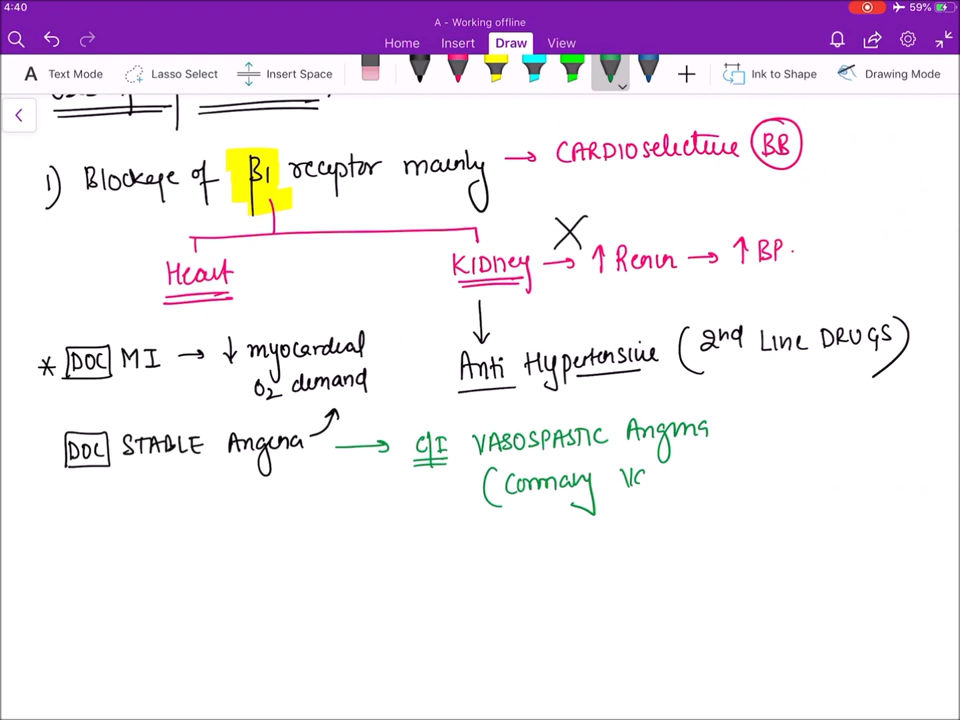 4:40
59%
A - Working offline
Home Insert Draw View
A Text Mode Lasso Select Insert Space + Ink to Shape Drawing Mode
1) Blockage of β1 receptor mainly → CARDIOselective BB
Heart KIDney → ↑ Renin → ↑ BP.
X
* DOC MI → ↓ myocardial O2 demand
Anti Hypertensive (2nd Line DRUGS)
DOC STABLE Angina → C/I VASOSPASTIC Angina
(Coronary VC